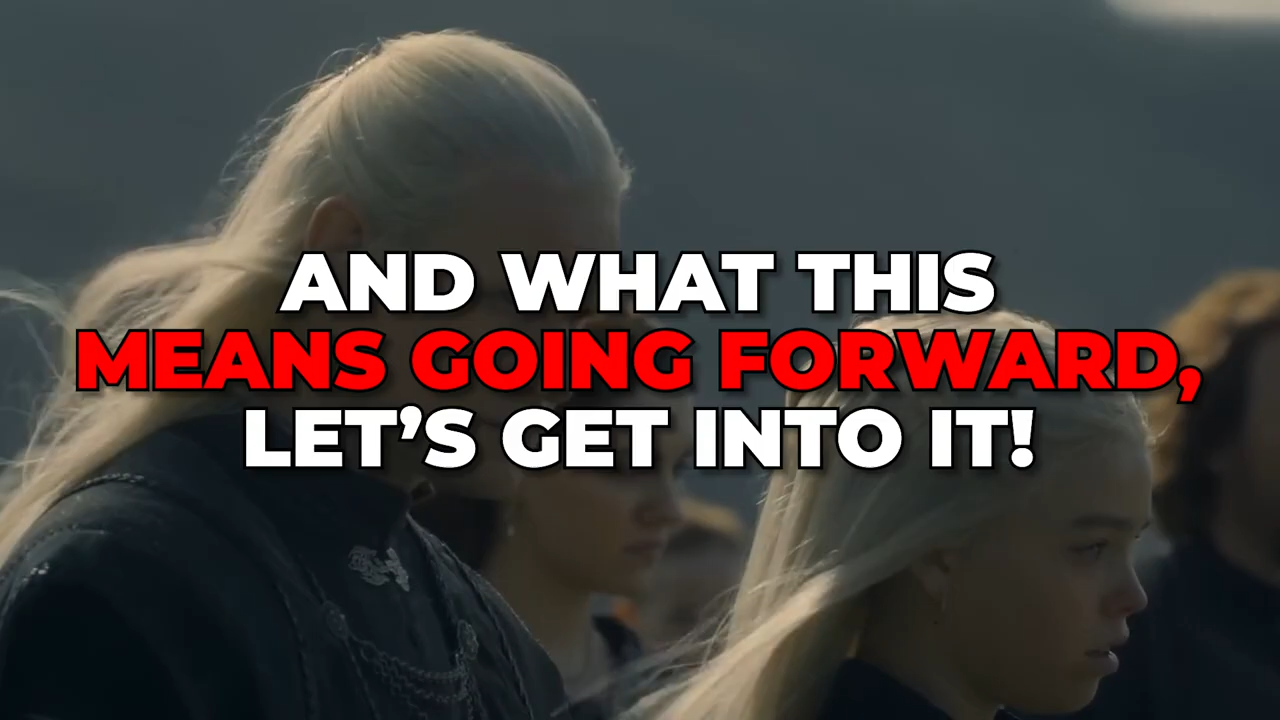 AND WHAT THIS
MEANS GOING FORWARD,
LET’S GET INTO IT!